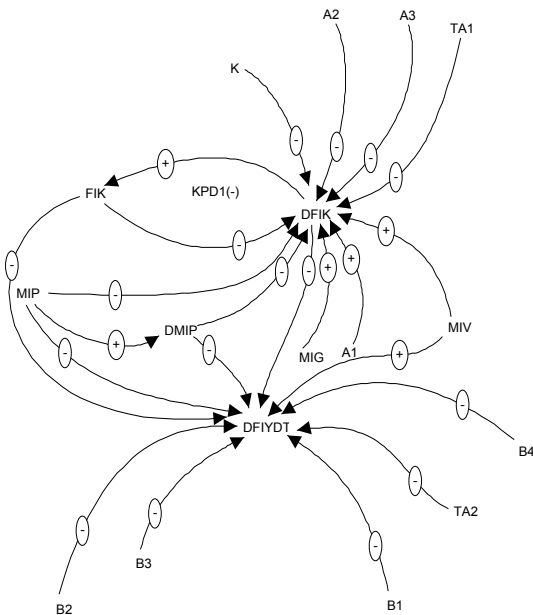 A2
A3
TA1
K
-
-
-
-
+
KPD1(-)
FIK
DFIK
+
-
-
-
-
-
+
+
MIP
-
DMIP
MIV
+
-
-
MIG
A1
+
-
DFIYDT
B4
-
TA2
-
-
-
B3
B2
B1